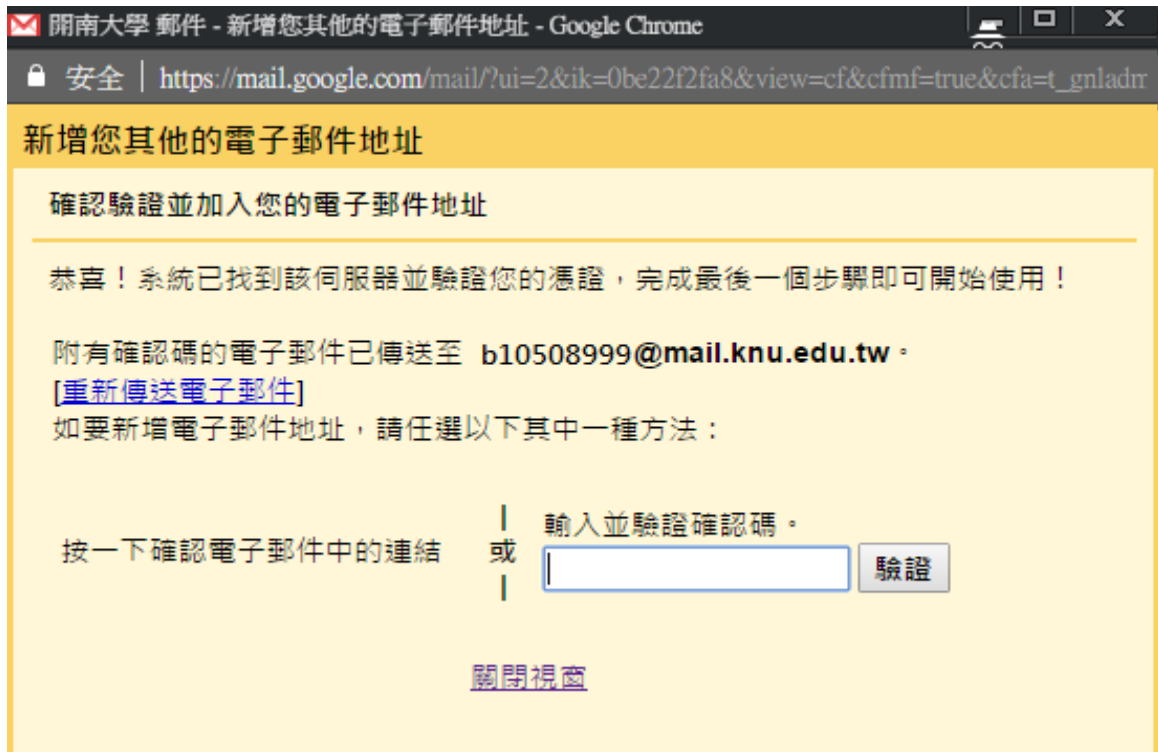 開南大學 郵件 - 新增您其他的電子郵件地址 - Google Chrome
安全 | https://mail.google.com/mail/?ui=2&ik=0be22f2fa8&view=cf&cfmf=true&cfa=t_gnladm
新增您其他的電子郵件地址
確認驗證並加入您的電子郵件地址
恭喜！系統已找到該伺服器並驗證您的憑證，完成最後一個步驟即可開始使用！
附有確認碼的電子郵件已傳送至 b10508999@mail.knu.edu.tw。
[重新傳送電子郵件]
如要新增電子郵件地址，請任選以下其中一種方法：
輸入並驗證確認碼。
按一下確認電子郵件中的連結 | 或 | 驗證
關閉視窗